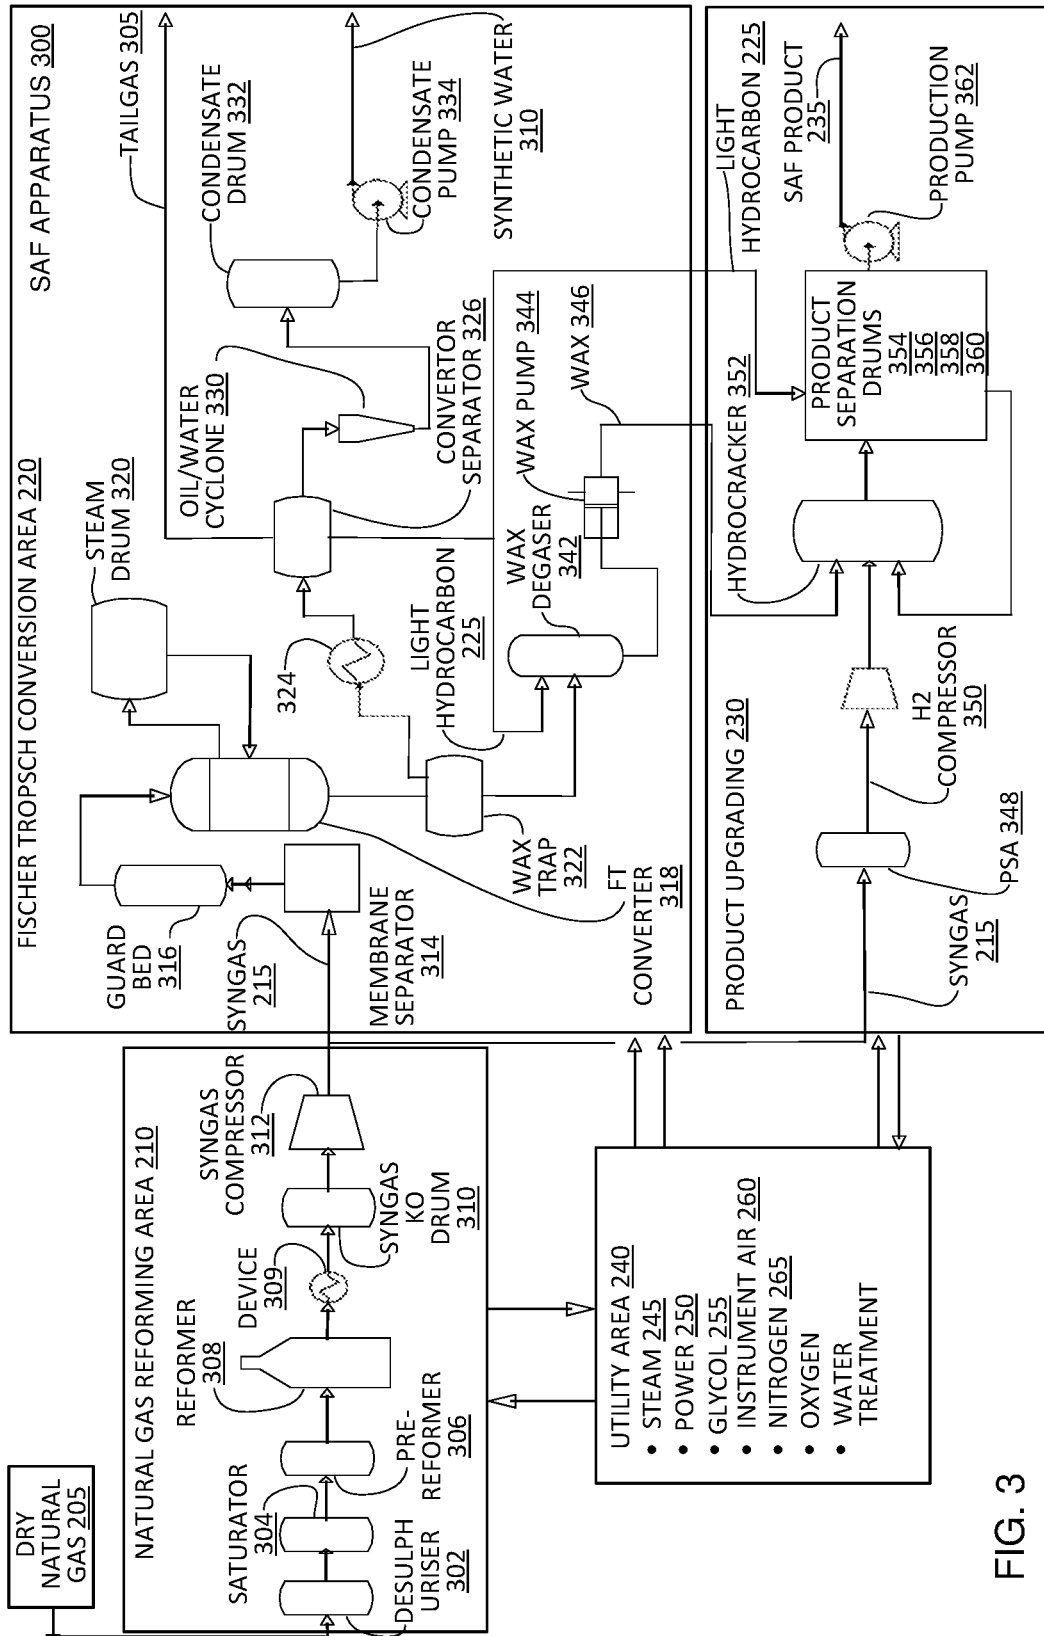 SAF APPARATUS 300
DRY
NATURAL
GAS 205
NATURAL GAS REFORMING AREA 210
DESULPH
URISER
302
SATURATOR
304
PRE-
REFORMER
306
REFORMER
308
DEVICE
309
SYNGAS
KO
DRUM
310
SYNGAS
COMPRESSOR
312
FISCHER TROPSCH CONVERSION AREA 220
SYNGAS
215
MEMBRANE
SEPARATOR
314
GUARD
BED
316
FT
CONVERTER
318
STEAM
DRUM 320
WAX
TRAP
322
324
LIGHT
HYDROCARBON
225
CONVERTOR
SEPARATOR 326
OIL/WATER
CYCLONE 330
CONDENSATE
DRUM 332
CONDENSATE
PUMP 334
TAILGAS 305
SYNTHETIC WATER
310
WAX
DEGASER
342
WAX PUMP 344
WAX 346
PRODUCT UPGRADING 230
SYNGAS
215
PSA 348
H2
COMPRESSOR
350
HYDROCRACKER 352
PRODUCT
SEPARATION
DRUMS
354
356
358
360
LIGHT
HYDROCARBON 225
SAF PRODUCT
235
PRODUCTION
PUMP 362
UTILITY AREA 240
• STEAM 245
• POWER 250
• GLYCOL 255
• INSTRUMENT AIR 260
• NITROGEN 265
• OXYGEN
• WATER
TREATMENT
FIG. 3